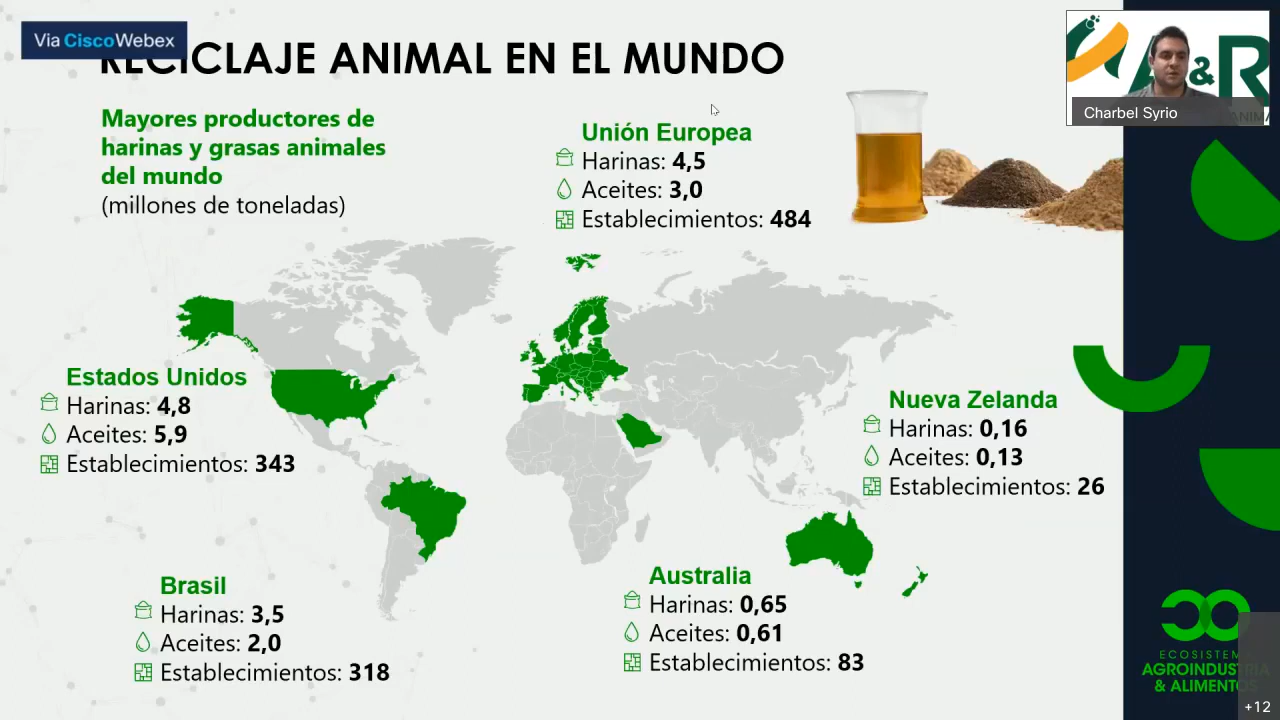 Via CiscoWebex
RECICLAJE ANIMAL EN EL MUNDO
Mayores productores de
harinas y grasas animales
del mundo
(millones de toneladas)
Unión Europea
Harinas: 4,5
Aceites: 3,0
Establecimientos: 484
A&R
Charbel Syrio
Estados Unidos
Harinas: 4,8
Aceites: 5,9
Establecimientos: 343
Nueva Zelanda
Harinas: 0,16
Aceites: 0,13
Establecimientos: 26
Brasil
Harinas: 3,5
Aceites: 2,0
Establecimientos: 318
Australia
Harinas: 0,65
Aceites: 0,61
Establecimientos: 83
ECOSISTEMA
AGROINDUSTRIA
& ALIMENTOS
+12